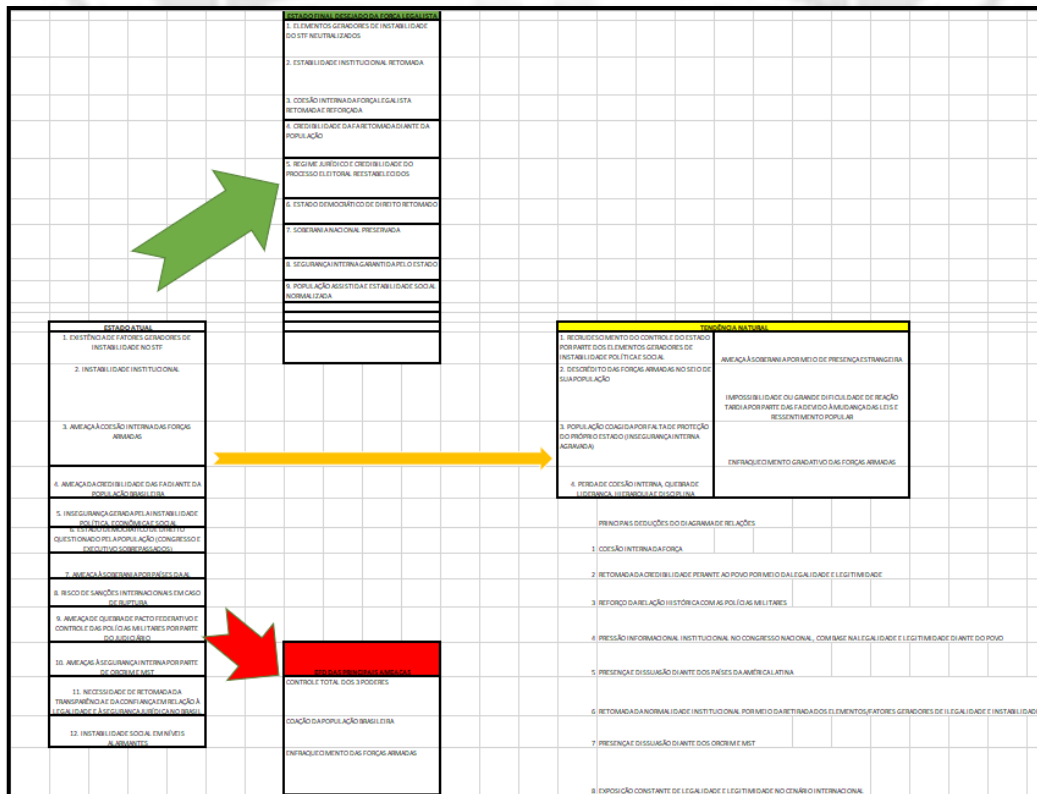 ESTADO FINAL DESEJADO DA FORÇA LEGALISTA
1. ELEMENTOS GERADORES DE INSTABILIDADE
DO STF NEUTRALIZADOS
2. ESTABILIDADE INSTITUCIONAL RETOMADA
3. COESÃO INTERNA DA FORÇA LEGALISTA
RETOMADA E REFORÇADA
4. CREDIBILIDADE DA FA RETOMADA DIANTE DA
POPULAÇÃO
5. REGIME JURÍDICO E CREDIBILIDADE DO
PROCESSO ELEITORAL REESTABELECIDOS
6. ESTADO DEMOCRÁTICO DE DIREITO RETOMADO
7. SOBERANIA NACIONAL PRESERVADA
8. SEGURANÇA INTERNA GARANTIDA PELO ESTADO
9. POPULAÇÃO ASSISTIDA E ESTABILIDADE SOCIAL
NORMALIZADA
ESTADO ATUAL
1. EXISTÊNCIA DE FATORES GERADORES DE
INSTABILIDADE NO STF
2. INSTABILIDADE INSTITUCIONAL
3. AMEAÇA À COESÃO INTERNA DAS FORÇAS
ARMADAS
4. AMEAÇA DA CREDIBILIDADE DAS FA DIANTE DA
POPULAÇÃO BRASILEIRA
5. INSEGURANÇA GERADA PELA INSTABILIDADE
POLÍTICA, ECONÔMICA E SOCIAL
6. ESTADO DEMOCRÁTICO DE DIREITO
QUESTIONADO PELA POPULAÇÃO (CONGRESSO E
EXECUTIVO SOBREPASSADOS)
7. AMEAÇA À SOBERANIA POR PAÍSES DA AL
8. RISCO DE SANÇÕES INTERNACIONAIS EM CASO
DE RUPTURA
9. AMEAÇA DE QUEBRA DE PACTO FEDERATIVO E
CONTROLE DAS POLÍCIAS MILITARES POR PARTE
DO JUDICIÁRIO
10. AMEAÇAS À SEGURANÇA INTERNA POR PARTE
DE ORCRIM E MST
11. NECESSIDADE DE RETOMADA DA
TRANSPARÊNCIA E DA CONFIANÇA EM RELAÇÃO À
LEGALIDADE E À SEGURANÇA JURÍDICA NO BRASIL
12. INSTABILIDADE SOCIAL EM NÍVEIS
ALARMANTES
TENDÊNCIA NATURAL
1. RECRUDESCIMENTO DO CONTROLE DO ESTADO
POR PARTE DOS ELEMENTOS GERADORES DE
INSTABILIDADE POLÍTICA E SOCIAL
2. DESCRÉDITO DAS FORÇAS ARMADAS NO SEIO DE
SUA POPULAÇÃO
3. POPULAÇÃO COAGIDA POR FALTA DE PROTEÇÃO
DO PRÓPRIO ESTADO (INSEGURANÇA INTERNA
AGRAVADA)
4. PERDA DE COESÃO INTERNA, QUEBRA DE
LIDERANÇA, HIERARQUIA E DISCIPLINA
AMEAÇA À SOBERANIA POR MEIO DE PRESENÇA ESTRANGEIRA
IMPOSSIBILIDADE OU GRANDE DIFICULDADE DE REAÇÃO
TARDIA POR PARTE DAS FA DEVIDO À MUDANÇA DAS LEIS E
RESSENTIMENTO POPULAR
ENFRAQUECIMENTO GRADATIVO DAS FORÇAS ARMADAS
EFD DAS PRINCIPAIS AMEAÇAS
CONTROLE TOTAL DOS 3 PODERES
COAÇÃO DA POPULAÇÃO BRASILEIRA
ENFRAQUECIMENTO DAS FORÇAS ARMADAS
PRINCIPAIS DEDUÇÕES DO DIAGRAMA DE RELAÇÕES
1 COESÃO INTERNA DA FORÇA
2 RETOMADA DA CREDIBILIDADE PERANTE AO POVO POR MEIO DA LEGALIDADE E LEGITIMIDADE
3 REFORÇO DA RELAÇÃO HISTÓRICA COM AS POLÍCIAS MILITARES
4 PRESSÃO INFORMACIONAL INSTITUCIONAL NO CONGRESSO NACIONAL, COM BASE NA LEGALIDADE E LEGITIMIDADE DIANTE DO POVO
5 PRESENÇA E DISSUASÃO DIANTE DOS PAÍSES DA AMÉRICA LATINA
6 RETOMADA DA NORMALIDADE INSTITUCIONAL POR MEIO DA RETIRADA DOS ELEMENTOS/FATORES GERADORES DE ILEGALIDADE E INSTABILIDADE
7 PRESENÇA E DISSUASÃO DIANTE DOS ORCRIM E MST
8 EXPOSIÇÃO CONSTANTE DE LEGALIDADE E LEGITIMIDADE NO CENÁRIO INTERNACIONAL